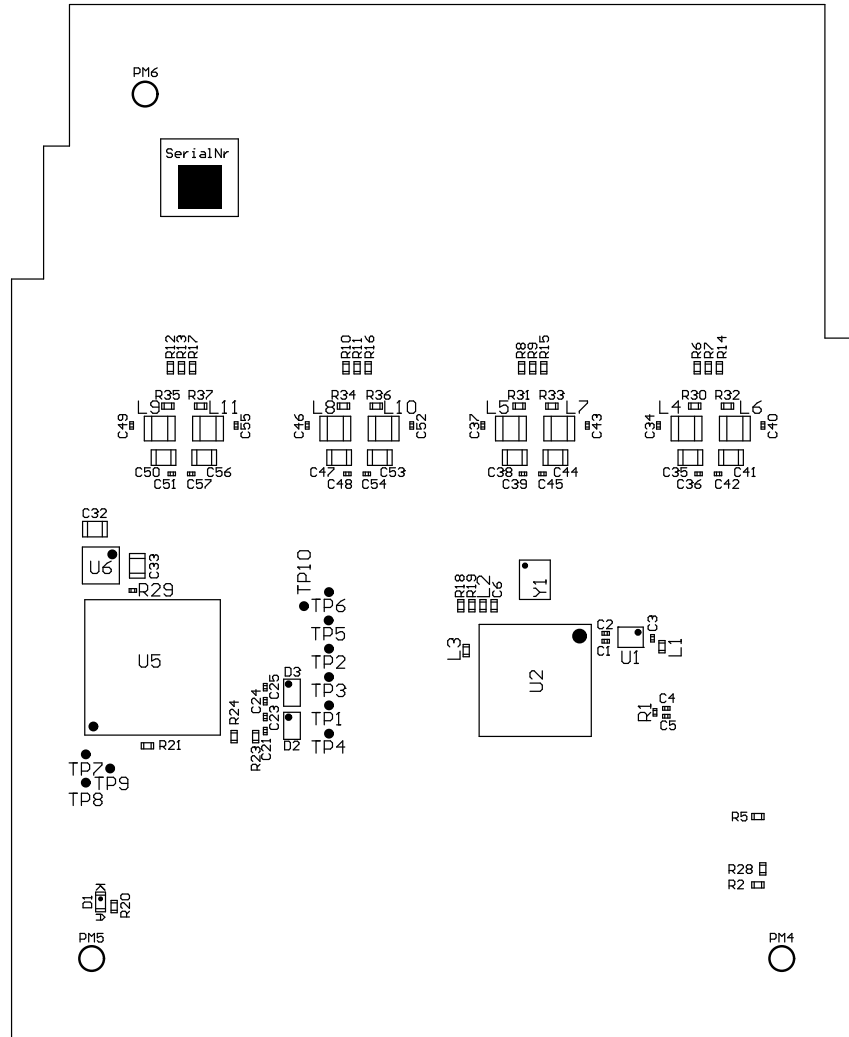 PM6
SerialNr
R12 R13 R17 R10 R11 R16 R8 R9 R15 R6 R7 R14
R35 R37 R34 R36 R31 R33 R30 R32
L9 L11 L8 L10 L5 L7 L4 L6
C49 C55 C46 C52 C37 C43 C34 C40
C50 C56 C47 C53 C38 C44 C35 C41
C51 C57 C48 C54 C39 C45 C36 C42
C32
U6 C33 TP10
R29 R18 R19 L2 C6 Y1
TP6
TP5 C2 C3
L3 C1 U1 L1
U5 TP2
D3 U2
C24 C25 TP3
R24 C23 TP1 R1 C4
C5
R21 R23 C21 D2 TP4
TP7 TP9
TP8
R5
R28
R2
K
D1 R20
A
PM5 PM4